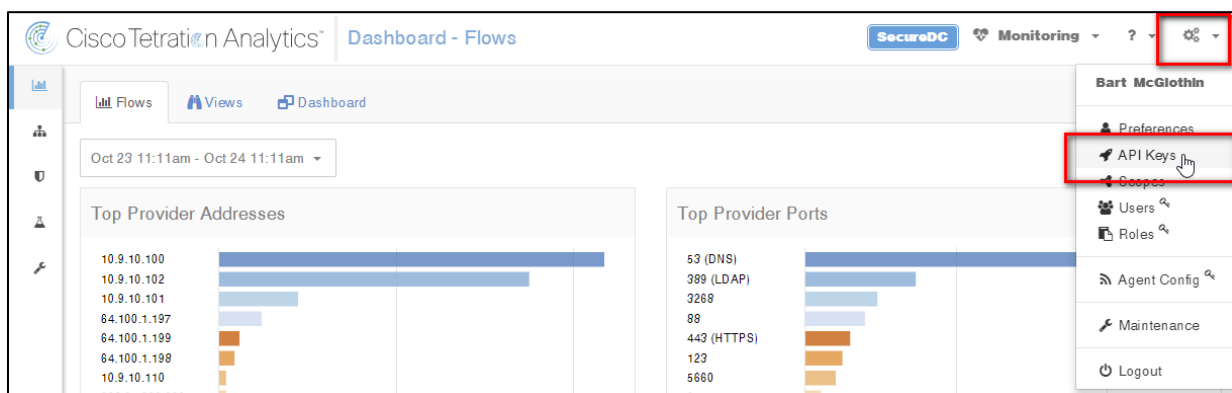 Cisco Tetration Analytics™ Dashboard - Flows SecureDC Monitoring ?
Bart McGlothin
Flows Views Dashboard
Preferences
Oct 23 11:11am - Oct 24 11:11am
API Keys
Scopes
Users
Roles
Agent Config
Maintenance
Logout
Top Provider Addresses
10.9.10.100
10.9.10.102
10.9.10.101
64.100.1.197
64.100.1.199
64.100.1.198
10.9.10.110
Top Provider Ports
53 (DNS)
389 (LDAP)
3268
88
443 (HTTPS)
123
5660